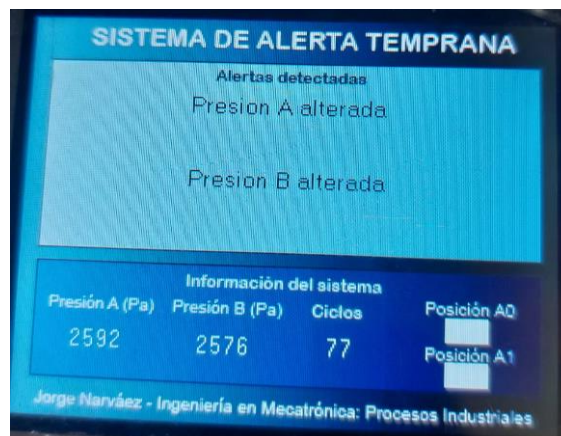 SISTEMA DE ALERTA TEMPRANA
Alertas detectadas
Presion A alterada
Presion B alterada
Información del sistema
Presión A (Pa) Presión B (Pa) Ciclos Posición A0
2592 2576 77
Posición A1
Jorge Narváez - Ingeniería en Mecatrónica: Procesos Industriales